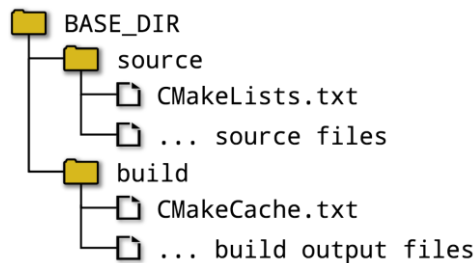 BASE_DIR
source
CMakeLists.txt
... source files
build
CMakeCache.txt
... build output files